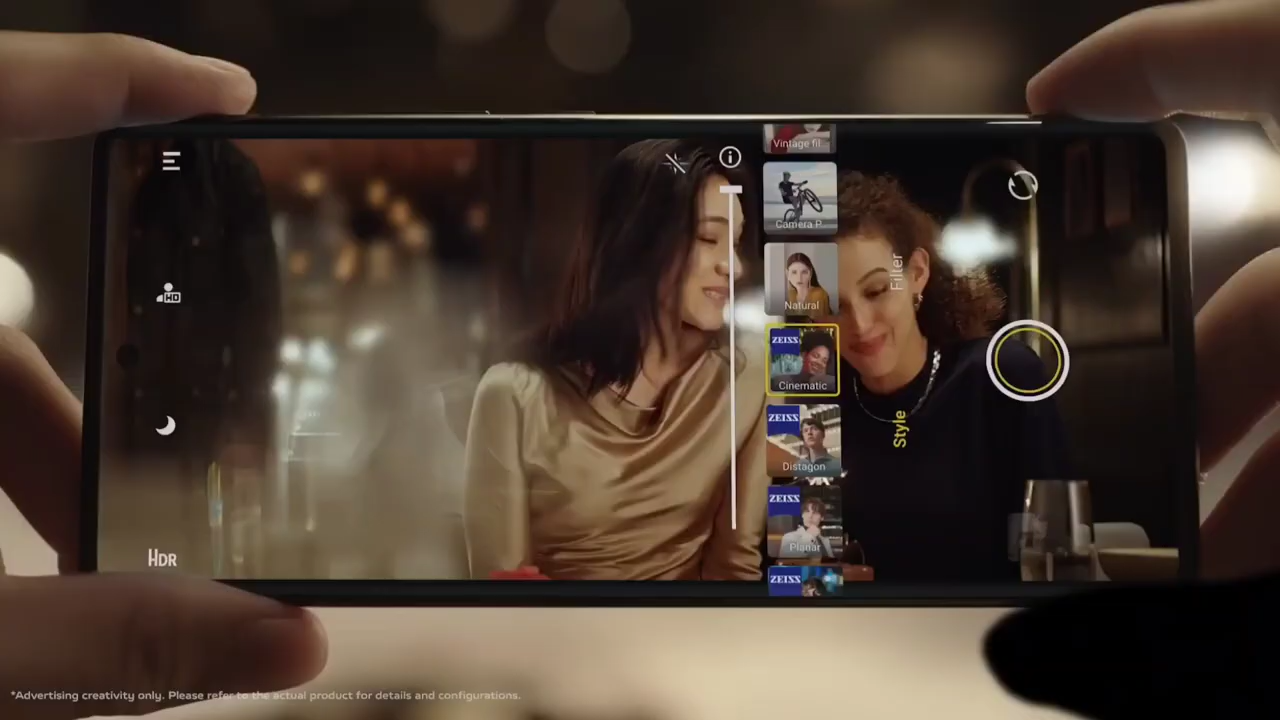 Vintage fil...
Camera P...
Natural
ZEISS
Cinematic
ZEISS
Distagon
ZEISS
Planar
ZEISS
Filter
Style
HD
HDR
*Advertising creativity only. Please refer to the actual product for details and configurations.